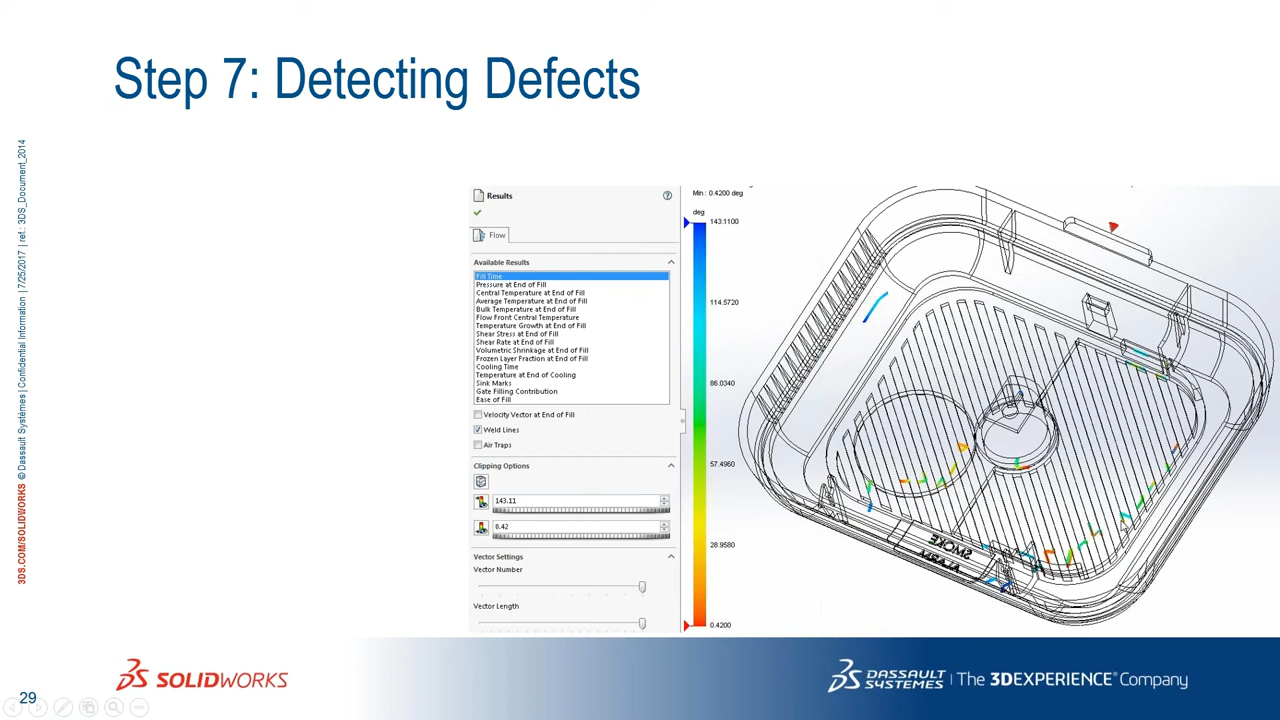 Step 7: Detecting Defects
3DS.COM/SOLIDWORKS © Dassault Systèmes | Confidential Information | 7/25/2017 | ref.: 3DS_Document_2014
Results
Flow
Available Results
Fill Time
Pressure at End of Fill
Central Temperature at End of Fill
Average Temperature at End of Fill
Bulk Temperature at End of Fill
Flow Front Central Temperature
Temperature Growth at End of Fill
Shear Stress at End of Fill
Shear Rate at End of Fill
Volumetric Shrinkage at End of Fill
Frozen Layer Fraction at End of Fill
Cooling Time
Temperature at End of Cooling
Sink Marks
Gate Filling Contribution
Ease of Fill
Velocity Vector at End of Fill
Weld Lines
Air Traps
Clipping Options
143.11
0.42
Vector Settings
Vector Number
Vector Length
Min : 0.4200 deg
deg
143.1100
114.5720
86.0340
57.4960
28.9580
0.4200
SMOKE
ALARM
29
SOLIDWORKS
DASSAULT SYSTEMES | The 3DEXPERIENCE® Company